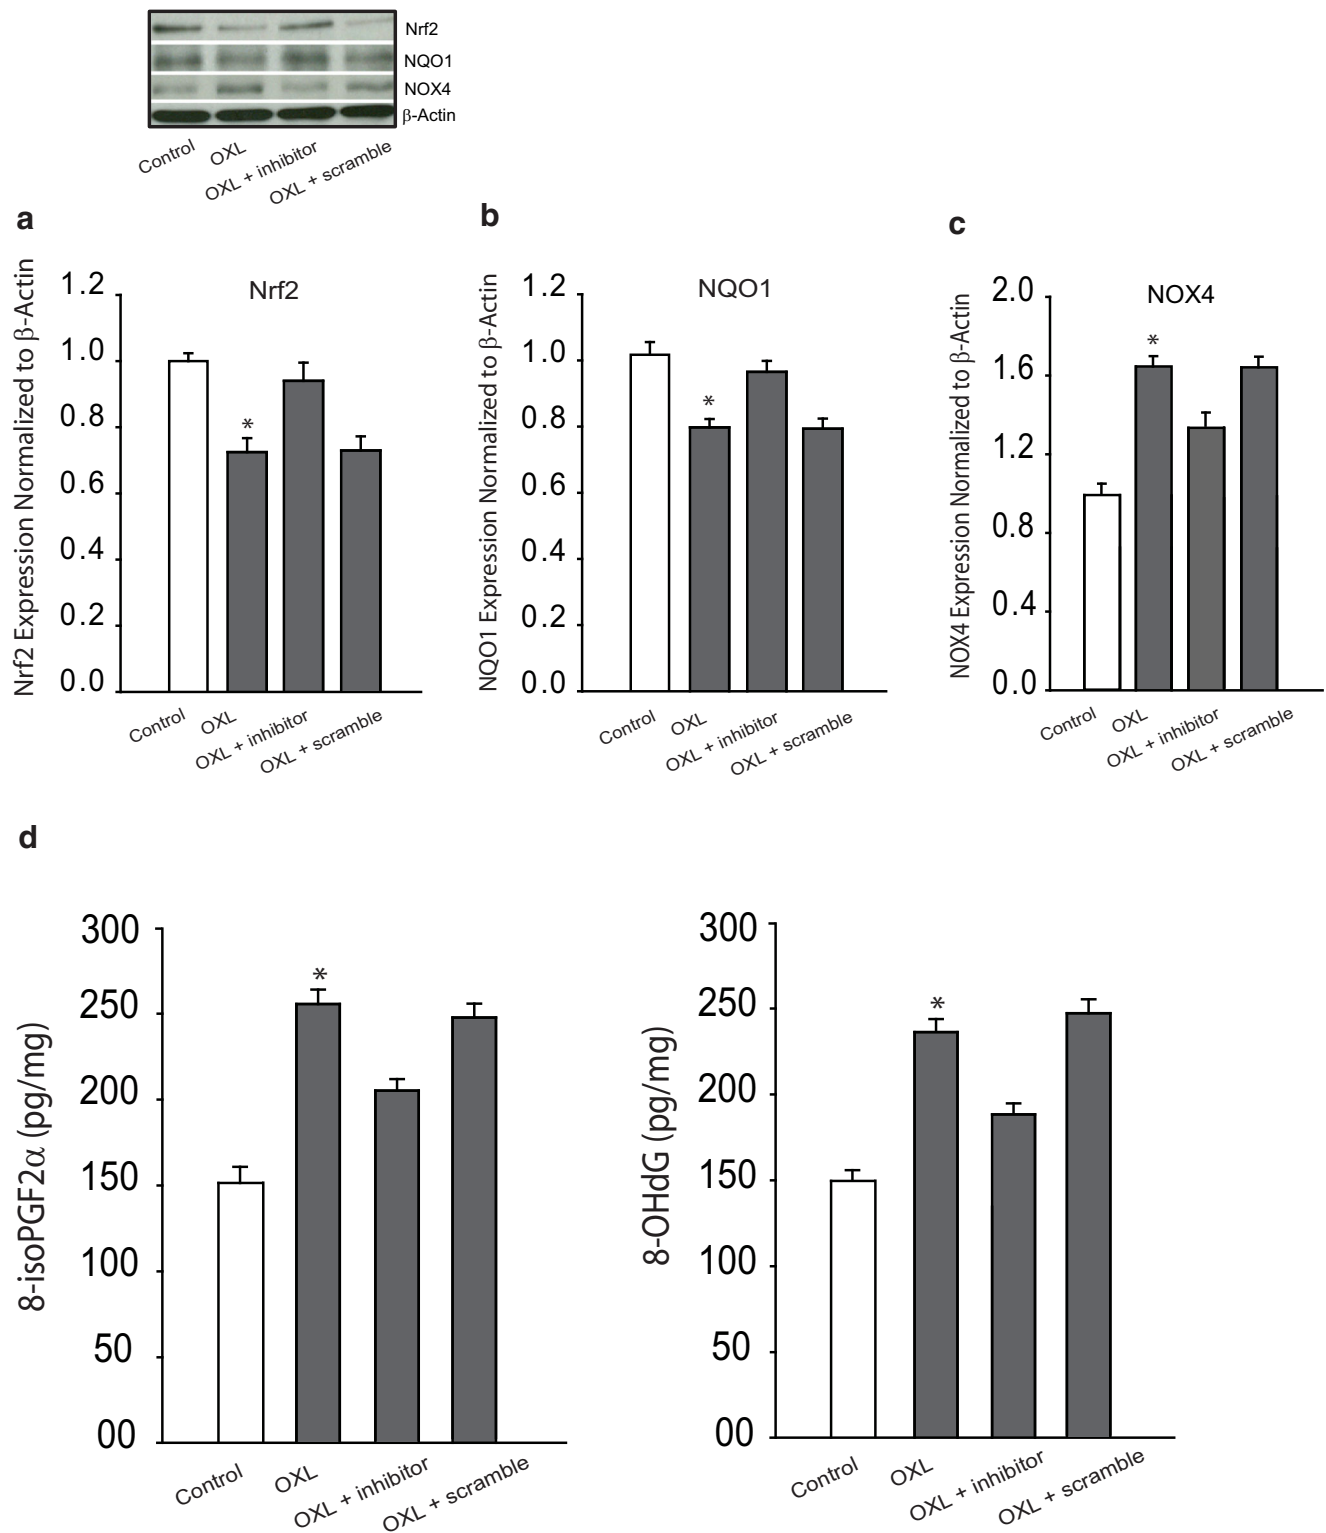 Nrf2
NQO1
NOX4
β-Actin
Control
OXL
OXL + inhibitor
OXL + scramble
a
Nrf2 Expression Normalized to β-Actin
Nrf2
1.2
1.0
0.8
0.6
0.4
0.2
0.0
*
Control
OXL
OXL + inhibitor
OXL + scramble
b
NQO1 Expression Normalized to β-Actin
NQO1
1.2
1.0
0.8
0.6
0.4
0.2
0.0
*
Control
OXL
OXL + inhibitor
OXL + scramble
c
NOX4 Expression Normalized to β-Actin
NOX4
2.0
1.6
1.2
0.8
0.4
0.0
*
Control
OXL
OXL + inhibitor
OXL + scramble
d
8-isoPGF2α (pg/mg)
300
250
200
150
100
50
00
*
Control
OXL
OXL + inhibitor
OXL + scramble
8-OHdG (pg/mg)
300
250
200
150
100
50
00
*
Control
OXL
OXL + inhibitor
OXL + scramble